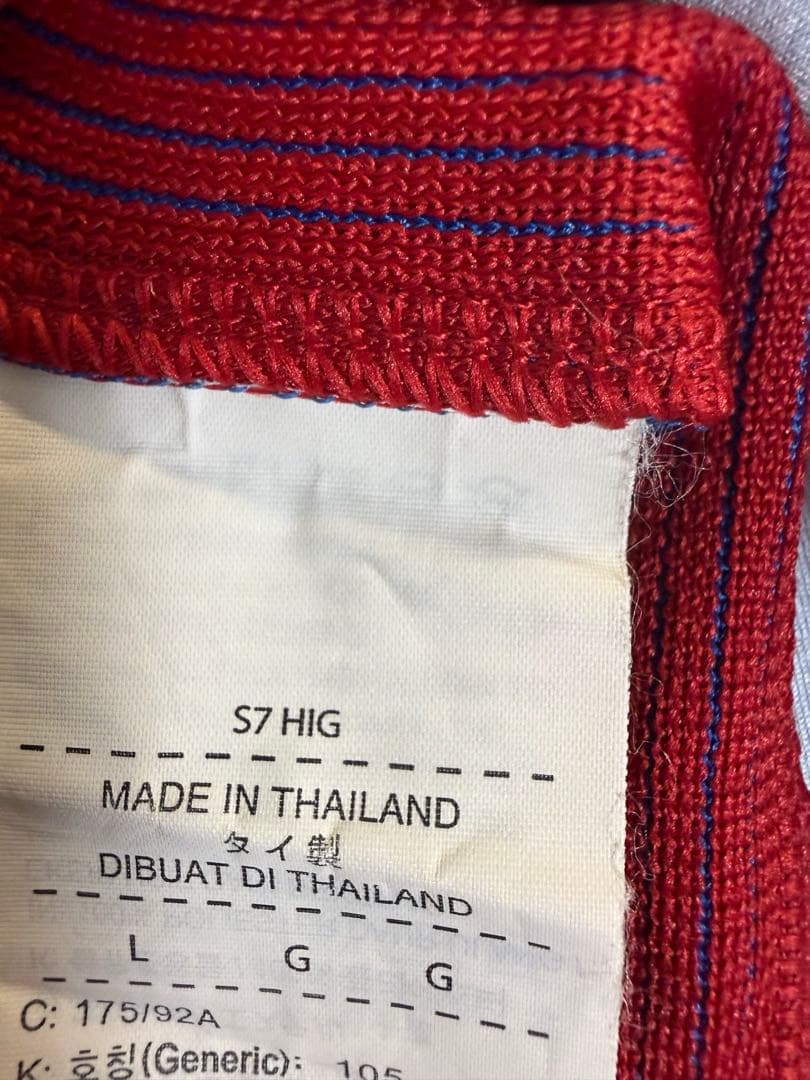 S7 HIG
MADE IN THAILAND
タイ製
DIBUAT DI THAILAND
L G G
C: 175/92A
K: 호칭(Generic): 105